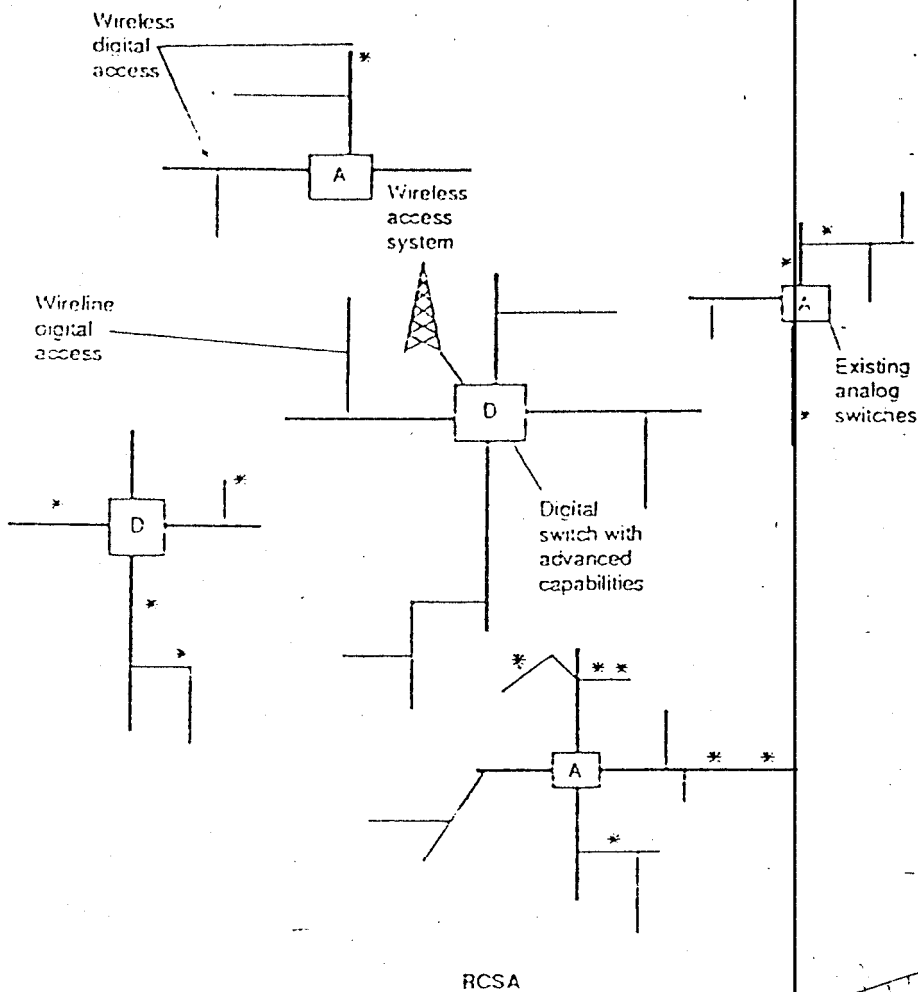 Wireless
digital
access
*
A
Wireless
access
system
*
*
A
Wireline
digital
access
Existing
analog
switches
*
D
*
*
D
Digital
switch with
advanced
capabilities
*
*
*
* *
A
* *
*
RCSA